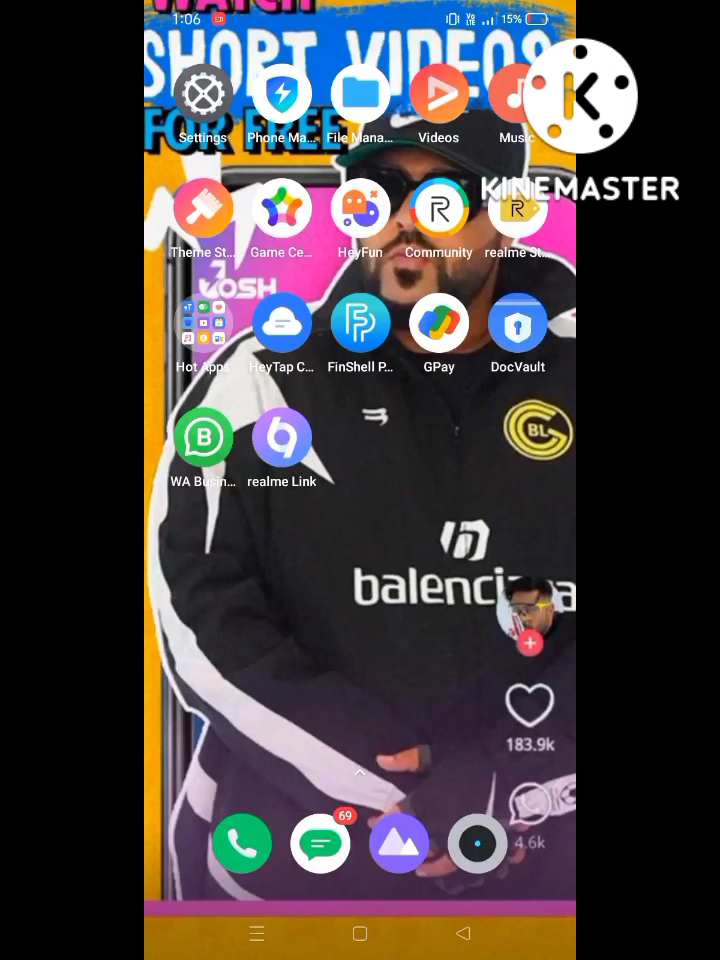 WATCH
1:06
Vo
LTE
15%
SHORT VIDEOS
FOR FREE
K
Settings
Phone Ma...
File Mana...
Videos
Music
KINEMASTER
R
R
Theme St...
Game Ce...
HeyFun
Community
realme St...
JOSH
Hot Apps
HeyTap C...
FinShell P...
GPay
DocVault
B
WA Busin...
realme Link
BL
balenciaga
183.9k
69
4.6k